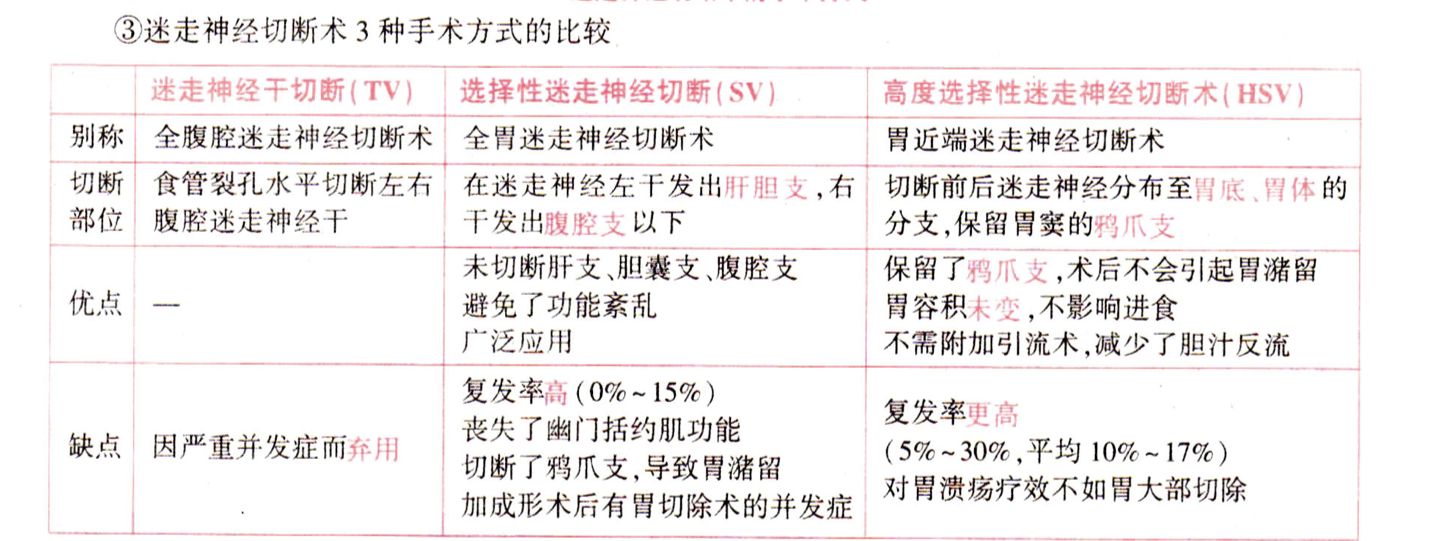 ③迷走神经切断术3种手术方式的比较
迷走神经干切断(TV) 选择性迷走神经切断(SV) 高度选择性迷走神经切断术(HSV)
别称 全腹腔迷走神经切断术 全胃迷走神经切断术 胃近端迷走神经切断术
切断 食管裂孔水平切断左右 在迷走神经左干发出肝胆支,右 切断前后迷走神经分布至胃底、胃体的
部位 腹腔迷走神经干 干发出腹腔支以下 分支,保留胃窦的鸦爪支
未切断肝支、胆囊支、腹腔支 保留了鸦爪支,术后不会引起胃潴留
优点 — 避免了功能紊乱 胃容积未变,不影响进食
广泛应用 不需附加引流术,减少了胆汁反流
复发率高(0%~15%) 复发率更高
丧失了幽门括约肌功能
缺点 因严重并发症而弃用 切断了鸦爪支,导致胃潴留 (5%~30%,平均10%~17%)
加成形术后有胃切除术的并发症 对胃溃疡疗效不如胃大部切除